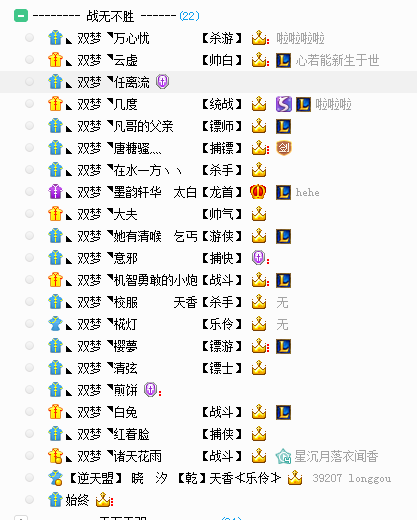 -------- 战无不胜 ------(22)
◣ 双梦◥万心忧 【杀游】 啦啦啦啦
◣ 双梦◥云虚 【帅白】 L 心若能新生于世
◣ 双梦◥任离流
◣ 双梦◥几度 【统战】 L 啦啦啦
◣ 双梦◥凡哥の父亲 【镖师】 L
◣ 双梦◥唐糖骚灬 【捕镖】 剑
◣ 双梦◥在水一方丶丶 【杀手】
◣ 双梦◥墨韵轩华 太白【龙首】 L hehe
◣ 双梦◥大夫 【帅气】
◣ 双梦◥她有清喉 乞丐【游侠】 L
◣ 双梦◥意邪 【捕快】
◣ 双梦◥机智勇敢的小炮【战斗】 L
◣ 双梦◥校服 天香【杀手】 无
◣ 双梦◥椛灯 【乐伶】 无
◣ 双梦◥樱夢 【镖游】 L
◣ 双梦◥清弦 【镖士】
◣ 双梦◥煎饼
◣ 双梦◥白兔 【战斗】 L
◣ 双梦◥红着脸 【捕侠】
◣ 双梦◥诸天花雨 【战斗】 星沉月落衣闻香
【逆天盟】 晓 汐 【乾】天香≮乐伶≯ 39207 longgou
始终